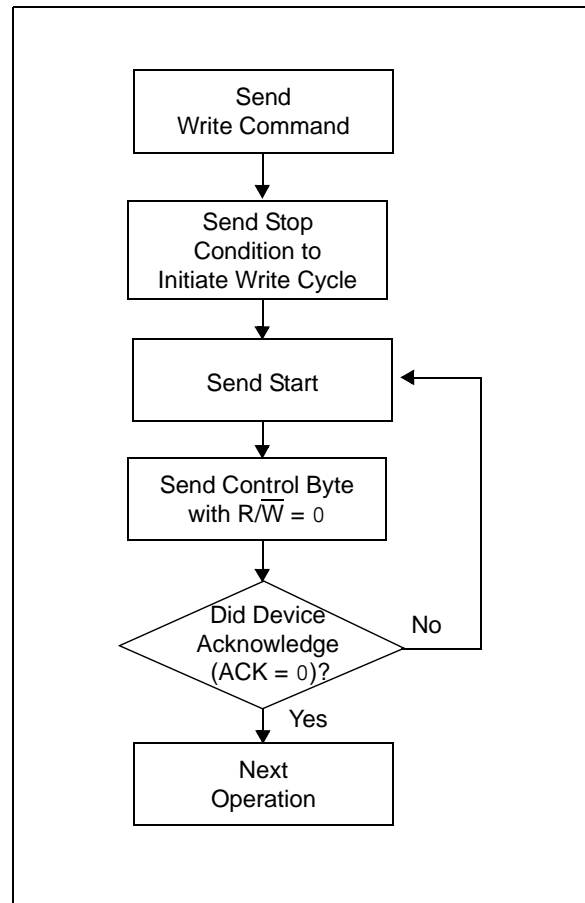 Send
Write Command
Send Stop
Condition to
Initiate Write Cycle
Send Start
Send Control Byte
with R/W̅ = 0
Did Device
Acknowledge
(ACK = 0)?
No
Yes
Next
Operation